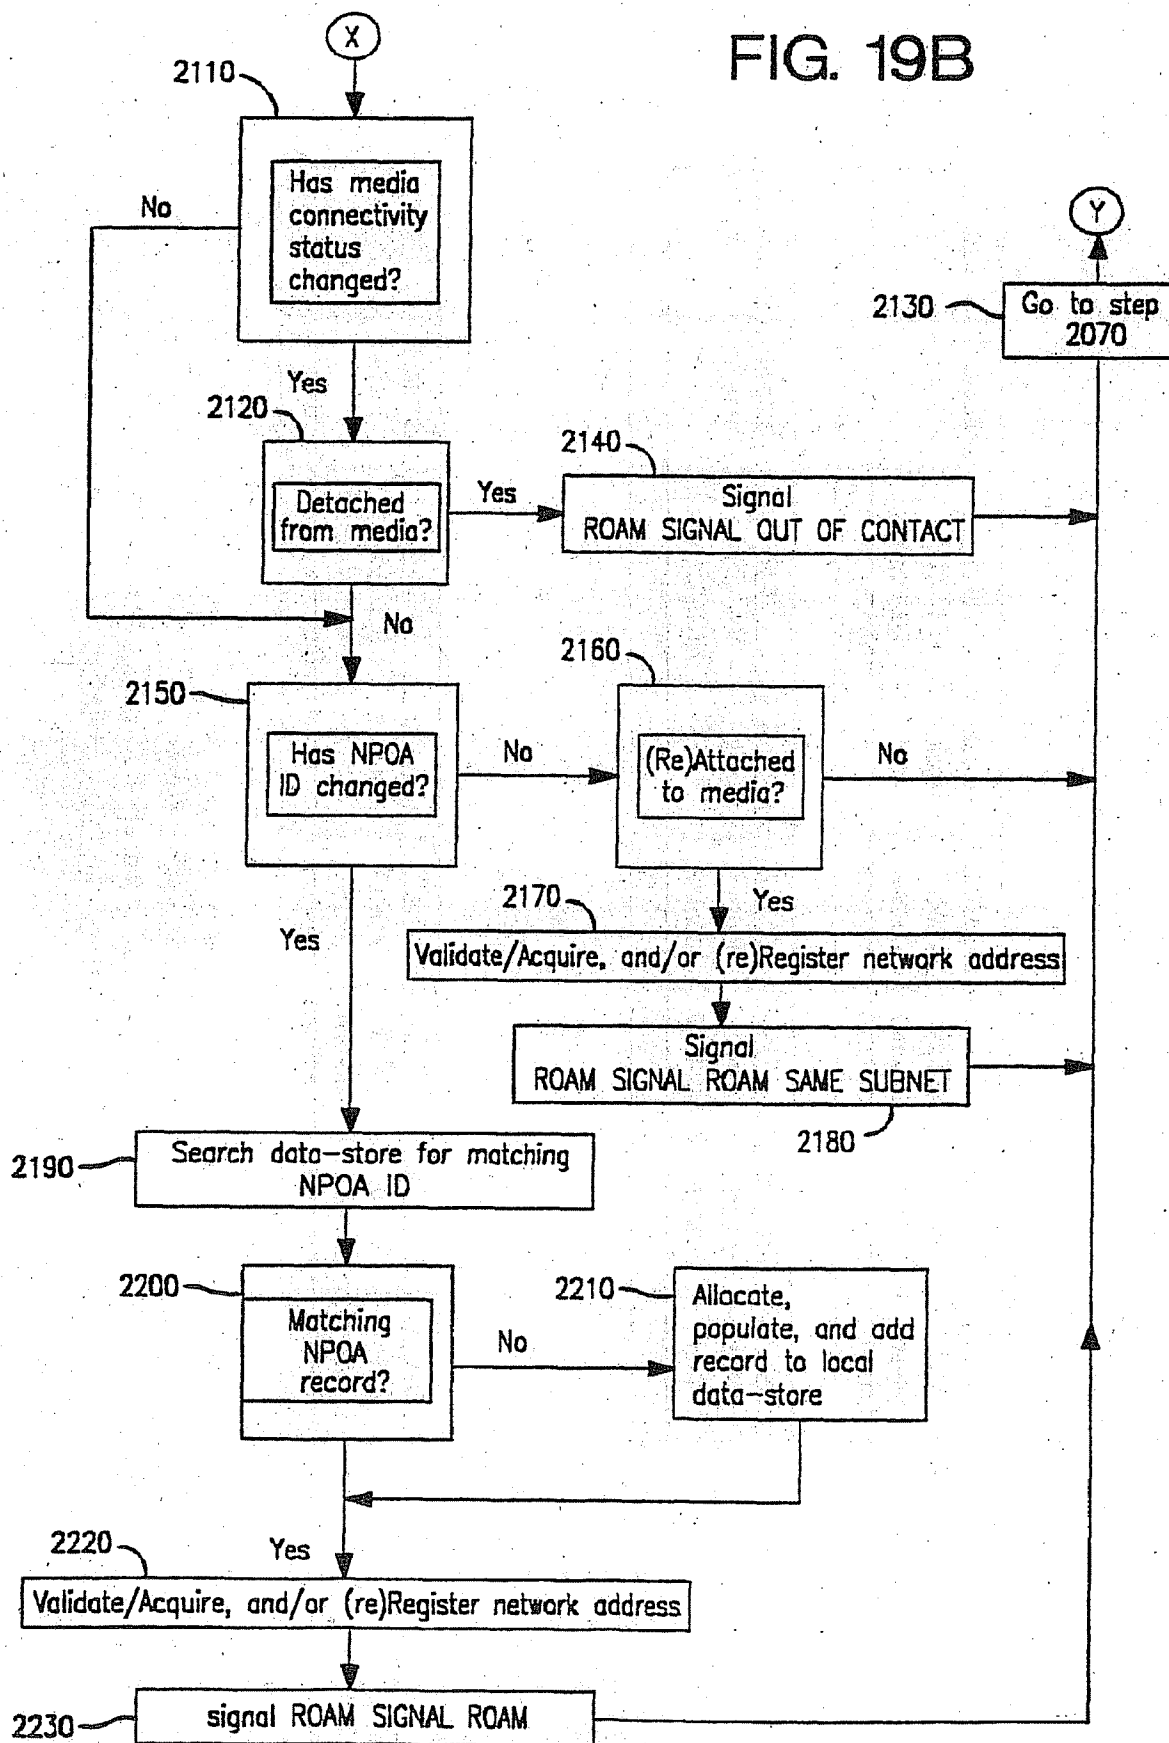 X
FIG. 19B
2110
Has media
connectivity
status
changed?
No
Y
2130
Go to step
2070
Yes
2120
Detached
from media?
Yes
2140
Signal
ROAM SIGNAL OUT OF CONTACT
No
2150
Has NPOA
ID changed?
No
2160
(Re)Attached
to media?
No
Yes
2170
Yes
Validate/Acquire, and/or (re)Register network address
Signal
ROAM SIGNAL ROAM SAME SUBNET
2180
2190
Search data-store for matching
NPOA ID
2200
Matching
NPOA
record?
No
2210
Allocate,
populate, and add
record to local
data-store
Yes
2220
Validate/Acquire, and/or (re)Register network address
2230
signal ROAM SIGNAL ROAM